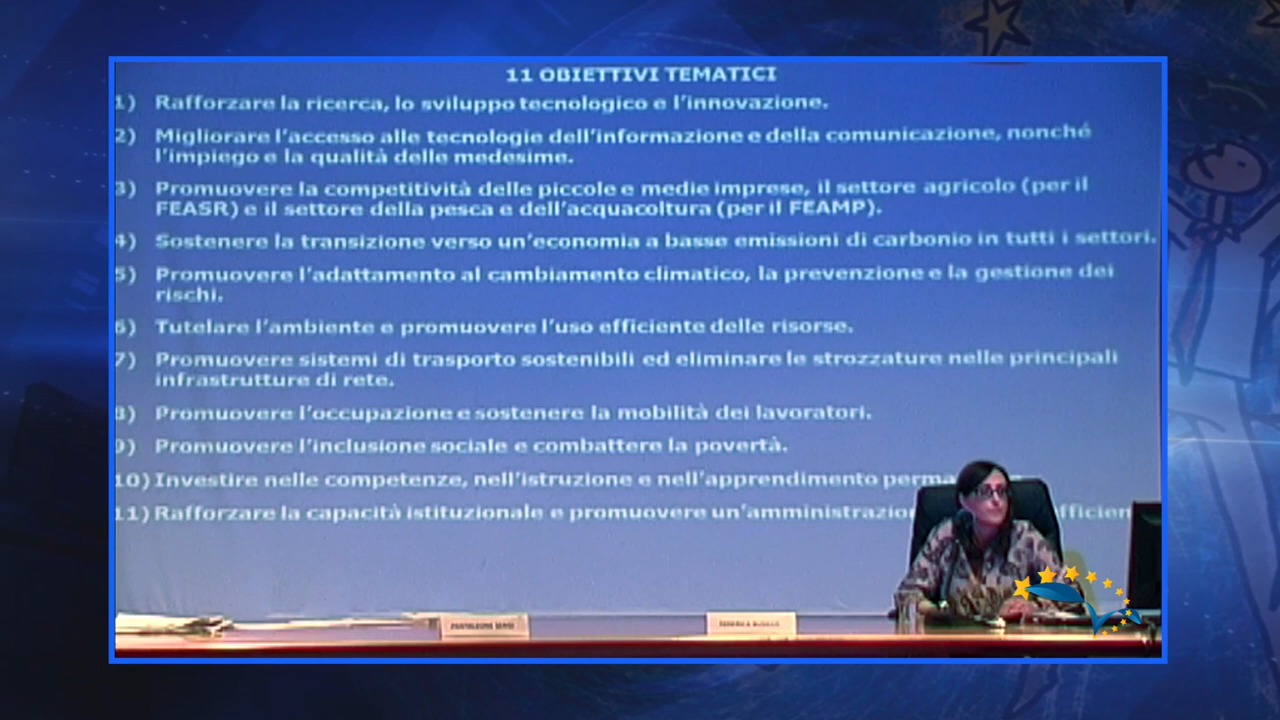 11 OBIETTIVI TEMATICI
1) Rafforzare la ricerca, lo sviluppo tecnologico e l'innovazione.
2) Migliorare l'accesso alle tecnologie dell'informazione e della comunicazione, nonché
l'impiego e la qualità delle medesime.
3) Promuovere la competitività delle piccole e medie imprese, il settore agricolo (per il
FEASR) e il settore della pesca e dell'acquacoltura (per il FEAMP).
4) Sostenere la transizione verso un'economia a basse emissioni di carbonio in tutti i settori.
5) Promuovere l'adattamento al cambiamento climatico, la prevenzione e la gestione dei
rischi.
6) Tutelare l'ambiente e promuovere l'uso efficiente delle risorse.
7) Promuovere sistemi di trasporto sostenibili ed eliminare le strozzature nelle principali
infrastrutture di rete.
8) Promuovere l'occupazione e sostenere la mobilità dei lavoratori.
9) Promuovere l'inclusione sociale e combattere la povertà.
10) Investire nelle competenze, nell'istruzione e nell'apprendimento perma
11) Rafforzare la capacità istituzionale e promuovere un'amministrazio fficien